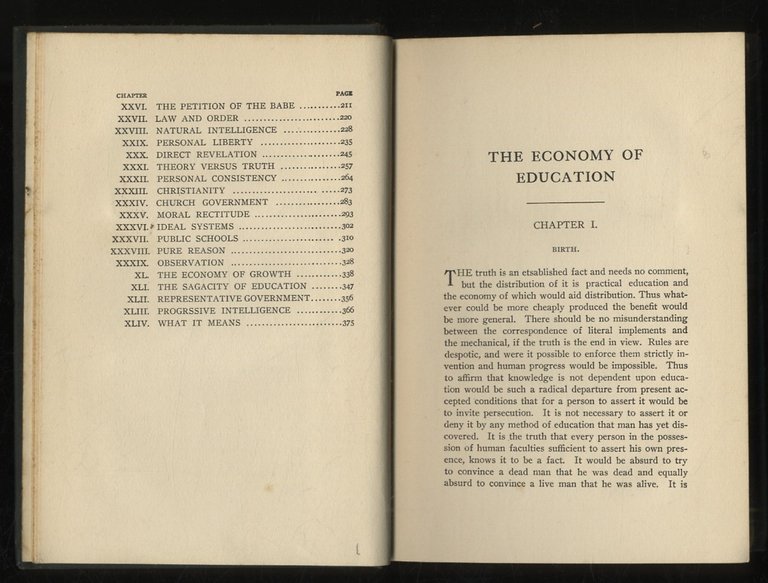 CHAPTER PAGE
XXVI. THE PETITION OF THE BABE ..........211
XXVII. LAW AND ORDER ........................220
XXVIII. NATURAL INTELLIGENCE ..............228
XXIX. PERSONAL LIBERTY ....................235
XXX. DIRECT REVELATION ....................245
XXXI. THEORY VERSUS TRUTH ...............257
XXXII. PERSONAL CONSISTENCY ...............264
XXXIII. CHRISTIANITY ..................... .....273
XXXIV. CHURCH GOVERNMENT ................283
XXXV. MORAL RECTITUDE ......................293
XXXVI. IDEAL SYSTEMS ..........................302
XXXVII. PUBLIC SCHOOLS ....................... .310
XXXVIII. PURE REASON ............................320
XXXIX. OBSERVATION ............................328
XL. THE ECONOMY OF GROWTH ...........338
XLI. THE SAGACITY OF EDUCATION .......347
XLII. REPRESENTATIVE GOVERNMENT.......356
XLIII. PROGRSSIVE INTELLIGENCE ...........366
XLIV. WHAT IT MEANS ........................375
THE ECONOMY OF
EDUCATION
CHAPTER I.
BIRTH.
THE truth is an etsablished fact and needs no comment,
but the distribution of it is practical education and
the economy of which would aid distribution. Thus what-
ever could be more cheaply produced the benefit would
be more general. There should be no misunderstanding
between the correspondence of literal implements and
the mechanical, if the truth is the end in view. Rules are
despotic, and were it possible to enforce them strictly in-
vention and human progress would be impossible. Thus
to affirm that knowledge is not dependent upon educa-
tion would be such a radical departure from present ac-
cepted conditions that for a person to assert it would be
to invite persecution. It is not necessary to assert it or
deny it by any method of education that man has yet dis-
covered. It is the truth that every person in the posses-
sion of human faculties sufficient to assert his own pres-
ence, knows it to be a fact. It would be absurd to try
to convince a dead man that he was dead and equally
absurd to convince a live man that he was alive. It is